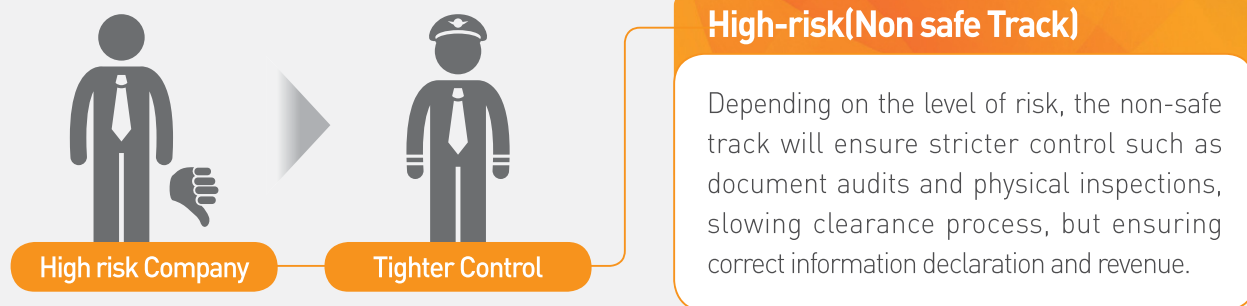 High risk Company
Tighter Control
High-risk(Non safe Track)
Depending on the level of risk, the non-safe
track will ensure stricter control such as
document audits and physical inspections,
slowing clearance process, but ensuring
correct information declaration and revenue.